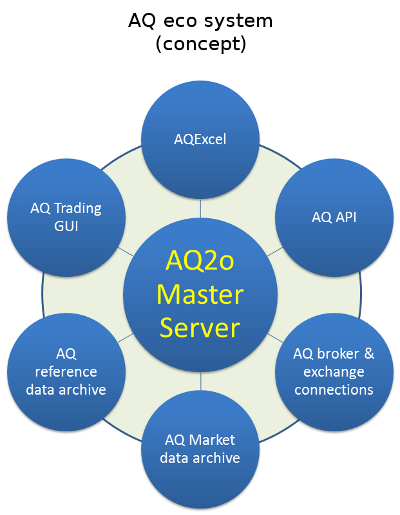 AQ eco system
(concept)
AQExcel
AQ Trading
GUI
AQ API
AQ2o
Master
Server
AQ
reference
data archive
AQ broker &
exchange
connections
AQ Market
data archive